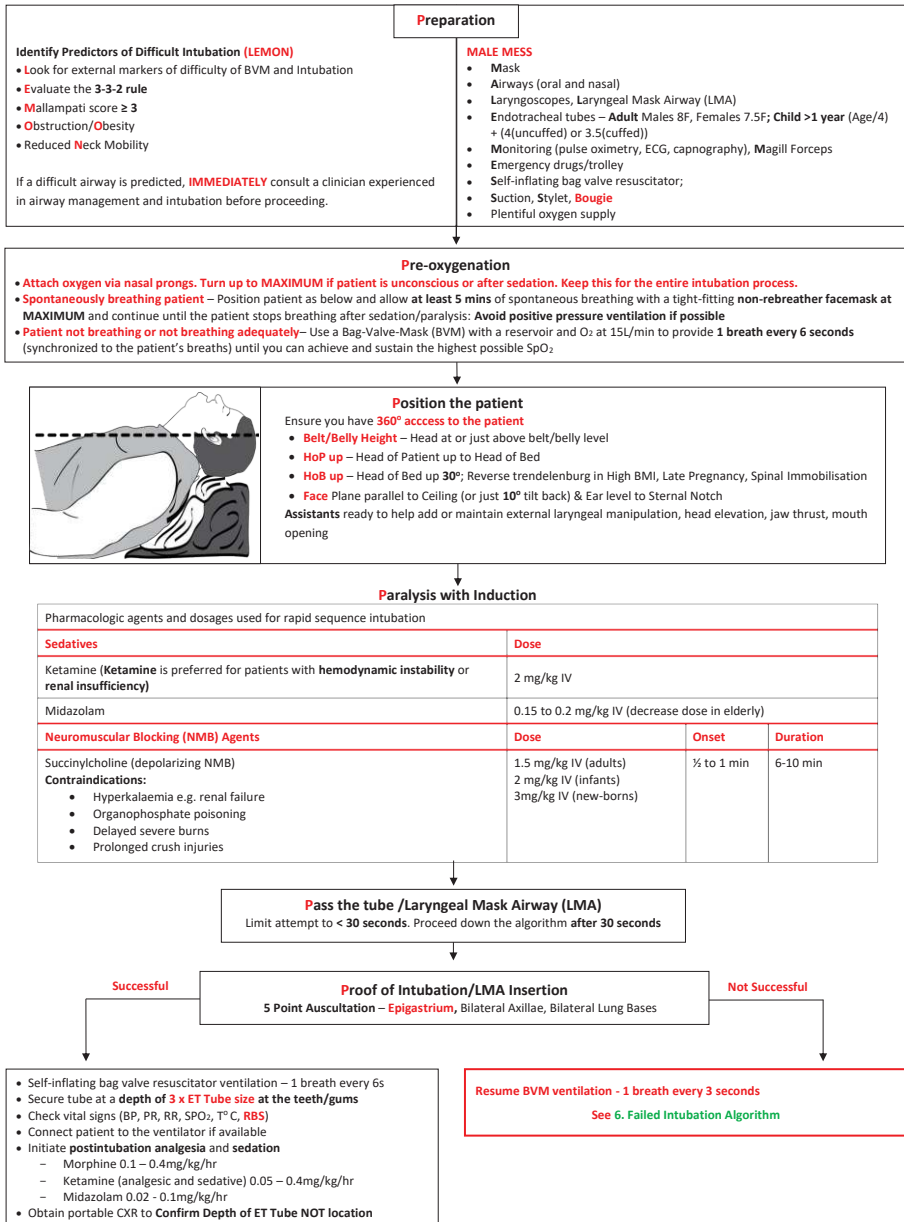 Preparation
Identify Predictors of Difficult Intubation (LEMON)
• Look for external markers of difficulty of BVM and Intubation
• Evaluate the 3-3-2 rule
• Mallampati score ≥ 3
• Obstruction/Obesity
• Reduced Neck Mobility
If a difficult airway is predicted, IMMEDIATELY consult a clinician experienced
in airway management and intubation before proceeding.
MALE MESS
• Mask
• Airways (oral and nasal)
• Laryngoscopes, Laryngeal Mask Airway (LMA)
• Endotracheal tubes – Adult Males 8F, Females 7.5F; Child >1 year (Age/4)
+ (4(uncuffed) or 3.5(cuffed))
• Monitoring (pulse oximetry, ECG, capnography), Magill Forceps
• Emergency drugs/trolley
• Self-inflating bag valve resuscitator;
• Suction, Stylet, Bougie
• Plentiful oxygen supply
Pre-oxygenation
• Attach oxygen via nasal prongs. Turn up to MAXIMUM if patient is unconscious or after sedation. Keep this for the entire intubation process.
• Spontaneously breathing patient – Position patient as below and allow at least 5 mins of spontaneous breathing with a tight-fitting non-rebreather facemask at
MAXIMUM and continue until the patient stops breathing after sedation/paralysis: Avoid positive pressure ventilation if possible
• Patient not breathing or not breathing adequately– Use a Bag-Valve-Mask (BVM) with a reservoir and O₂ at 15L/min to provide 1 breath every 6 seconds
(synchronized to the patient's breaths) until you can achieve and sustain the highest possible SpO₂
Position the patient
Ensure you have 360° acccess to the patient
• Belt/Belly Height – Head at or just above belt/belly level
• HoP up – Head of Patient up to Head of Bed
• HoB up – Head of Bed up 30°; Reverse trendelenburg in High BMI, Late Pregnancy, Spinal Immobilisation
• Face Plane parallel to Ceiling (or just 10° tilt back) & Ear level to Sternal Notch
Assistants ready to help add or maintain external laryngeal manipulation, head elevation, jaw thrust, mouth
opening
Paralysis with Induction
Pharmacologic agents and dosages used for rapid sequence intubation
Sedatives Dose
Ketamine (Ketamine is preferred for patients with hemodynamic instability or
renal insufficiency)
2 mg/kg IV
Midazolam 0.15 to 0.2 mg/kg IV (decrease dose in elderly)
Neuromuscular Blocking (NMB) Agents Dose Onset Duration
Succinylcholine (depolarizing NMB) 1.5 mg/kg IV (adults) ½ to 1 min 6-10 min
Contraindications: 2 mg/kg IV (infants)
• Hyperkalaemia e.g. renal failure 3mg/kg IV (new-borns)
• Organophosphate poisoning
• Delayed severe burns
• Prolonged crush injuries
Pass the tube /Laryngeal Mask Airway (LMA)
Limit attempt to < 30 seconds. Proceed down the algorithm after 30 seconds
Proof of Intubation/LMA Insertion
5 Point Auscultation – Epigastrium, Bilateral Axillae, Bilateral Lung Bases
Successful
Not Successful
• Self-inflating bag valve resuscitator ventilation – 1 breath every 6s
• Secure tube at a depth of 3 x ET Tube size at the teeth/gums
• Check vital signs (BP, PR, RR, SPO₂, T° C, RBS)
• Connect patient to the ventilator if available
• Initiate postintubation analgesia and sedation
– Morphine 0.1 – 0.4mg/kg/hr
– Ketamine (analgesic and sedative) 0.05 – 0.4mg/kg/hr
– Midazolam 0.02 - 0.1mg/kg/hr
• Obtain portable CXR to Confirm Depth of ET Tube NOT location
Resume BVM ventilation - 1 breath every 3 seconds
See 6. Failed Intubation Algorithm